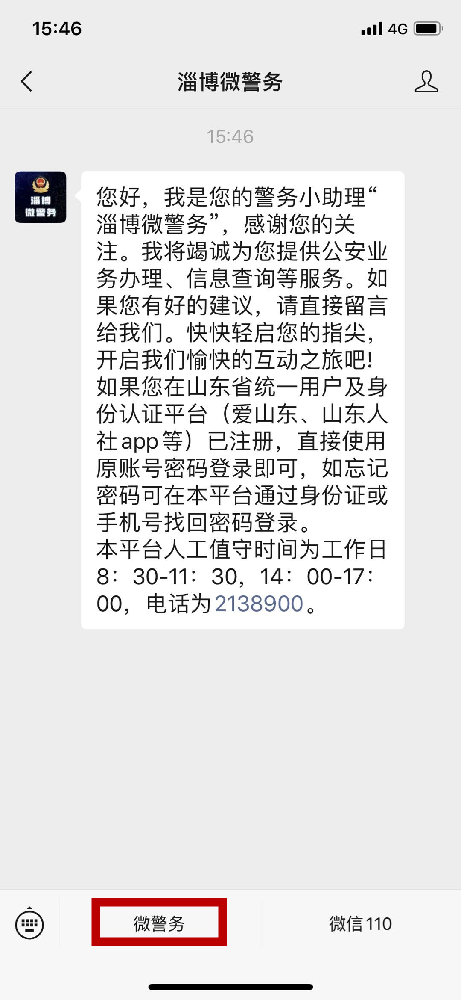 15:46
4G
淄博微警务
15:46
淄博
微警务
您好，我是您的警务小助理“
淄博微警务”，感谢您的关
注。我将竭诚为您提供公安业
务办理、信息查询等服务。如
果您有好的建议，请直接留言
给我们。快快轻启您的指尖，
开启我们愉快的互动之旅吧!
如果您在山东省统一用户及身
份认证平台（爱山东、山东人
社app等）已注册，直接使用
原账号密码登录即可，如忘记
密码可在本平台通过身份证或
手机号找回密码登录。
本平台人工值守时间为工作日
8：30-11：30，14：00-17：
00，电话为2138900。
微警务
微信110